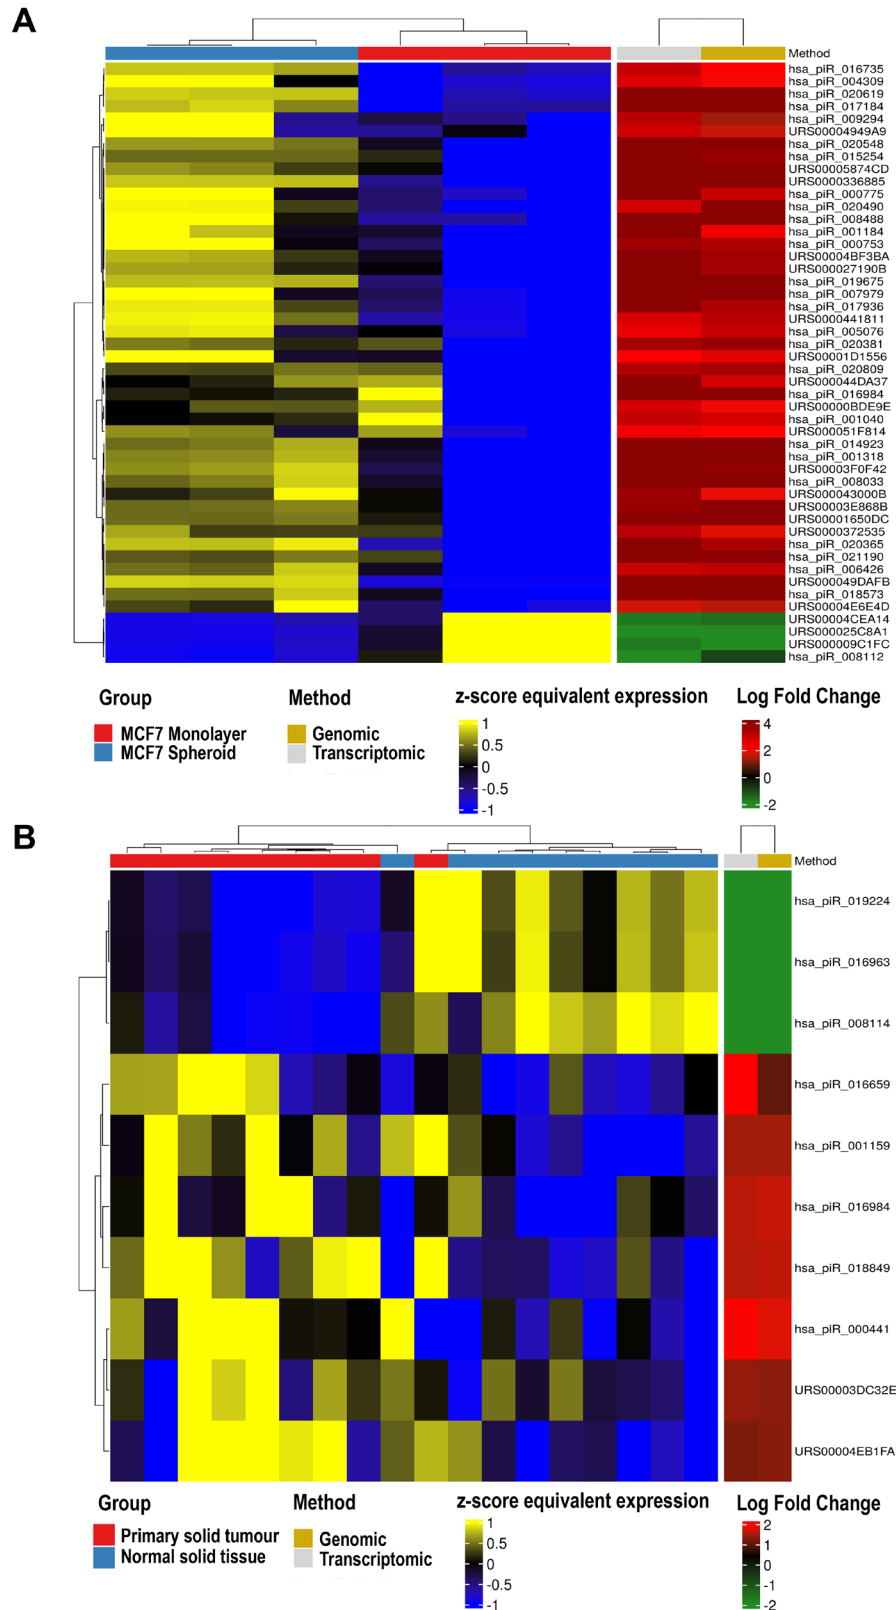 A
Method
hsa_piR_016735
hsa_piR_004309
hsa_piR_020619
hsa_piR_017184
hsa_piR_009294
URS00004949A9
hsa_piR_020548
hsa_piR_015254
URS00005874CD
URS0000336885
hsa_piR_000775
hsa_piR_020490
hsa_piR_008488
hsa_piR_001184
hsa_piR_000753
URS00004BF3BA
URS000027190B
hsa_piR_019675
hsa_piR_007979
hsa_piR_017936
URS0000441811
hsa_piR_005076
hsa_piR_020381
URS00001D1556
hsa_piR_020809
URS000044DA37
hsa_piR_016984
URS00000BDE9E
hsa_piR_001040
URS000051F814
hsa_piR_014923
hsa_piR_001318
URS00003F0F42
hsa_piR_008033
URS000043000B
URS00003E868B
URS00001650DC
URS0000372535
hsa_piR_020365
hsa_piR_021190
hsa_piR_006426
URS000049DAFB
hsa_piR_018573
URS00004E6E4D
URS00004CEA14
URS000025C8A1
URS000009C1FC
hsa_piR_008112
Group
MCF7 Monolayer
MCF7 Spheroid
Method
Genomic
Transcriptomic
z-score equivalent expression
1
0.5
0
-0.5
-1
Log Fold Change
4
2
0
-2
B
Method
hsa_piR_019224
hsa_piR_016963
hsa_piR_008114
hsa_piR_016659
hsa_piR_001159
hsa_piR_016984
hsa_piR_018849
hsa_piR_000441
URS00003DC32E
URS00004EB1FA
Group
Primary solid tumour
Normal solid tissue
Method
Genomic
Transcriptomic
z-score equivalent expression
1
0.5
0
-0.5
-1
Log Fold Change
2
1
0
-1
-2